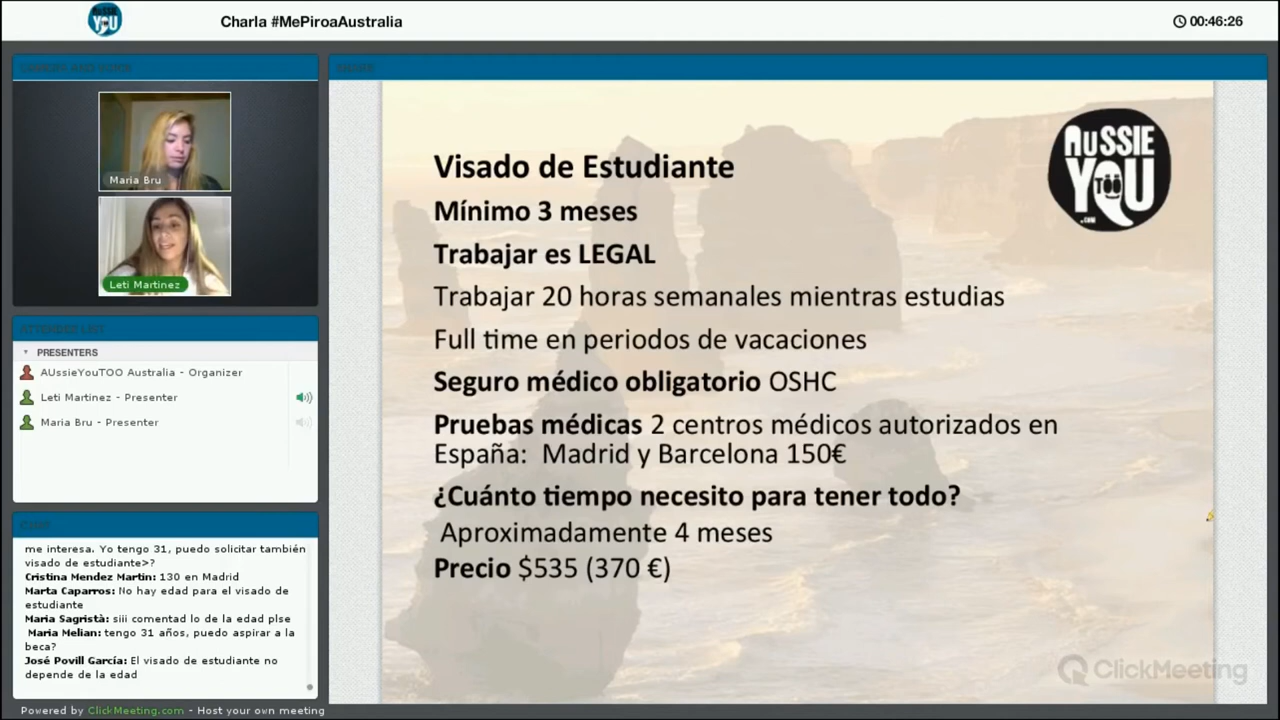 AUSSIE
YOU
TOO
Charla #MePiroaAustralia
00:46:26
Maria Bru
Leti Martinez
ATTENDEE LIST
PRESENTERS
AUssieYouTOO Australia - Organizer
Leti Martinez - Presenter
Maria Bru - Presenter
CHAT
me interesa. Yo tengo 31, puedo solicitar también
visado de estudiante>?
Cristina Mendez Martin: 130 en Madrid
Marta Caparros: No hay edad para el visado de
estudiante
Maria Sagristà: siii comentad lo de la edad plse
Maria Melian: tengo 31 años, puedo aspirar a la
beca?
José Povill García: El visado de estudiante no
depende de la edad
Powered by ClickMeeting.com - Host your own meeting
Visado de Estudiante
Mínimo 3 meses
Trabajar es LEGAL
Trabajar 20 horas semanales mientras estudias
Full time en periodos de vacaciones
Seguro médico obligatorio OSHC
Pruebas médicas 2 centros médicos autorizados en
España: Madrid y Barcelona 150€
¿Cuánto tiempo necesito para tener todo?
Aproximadamente 4 meses
Precio $535 (370 €)
AUSSIE
YOU
TÖÖ
.COM
ClickMeeting